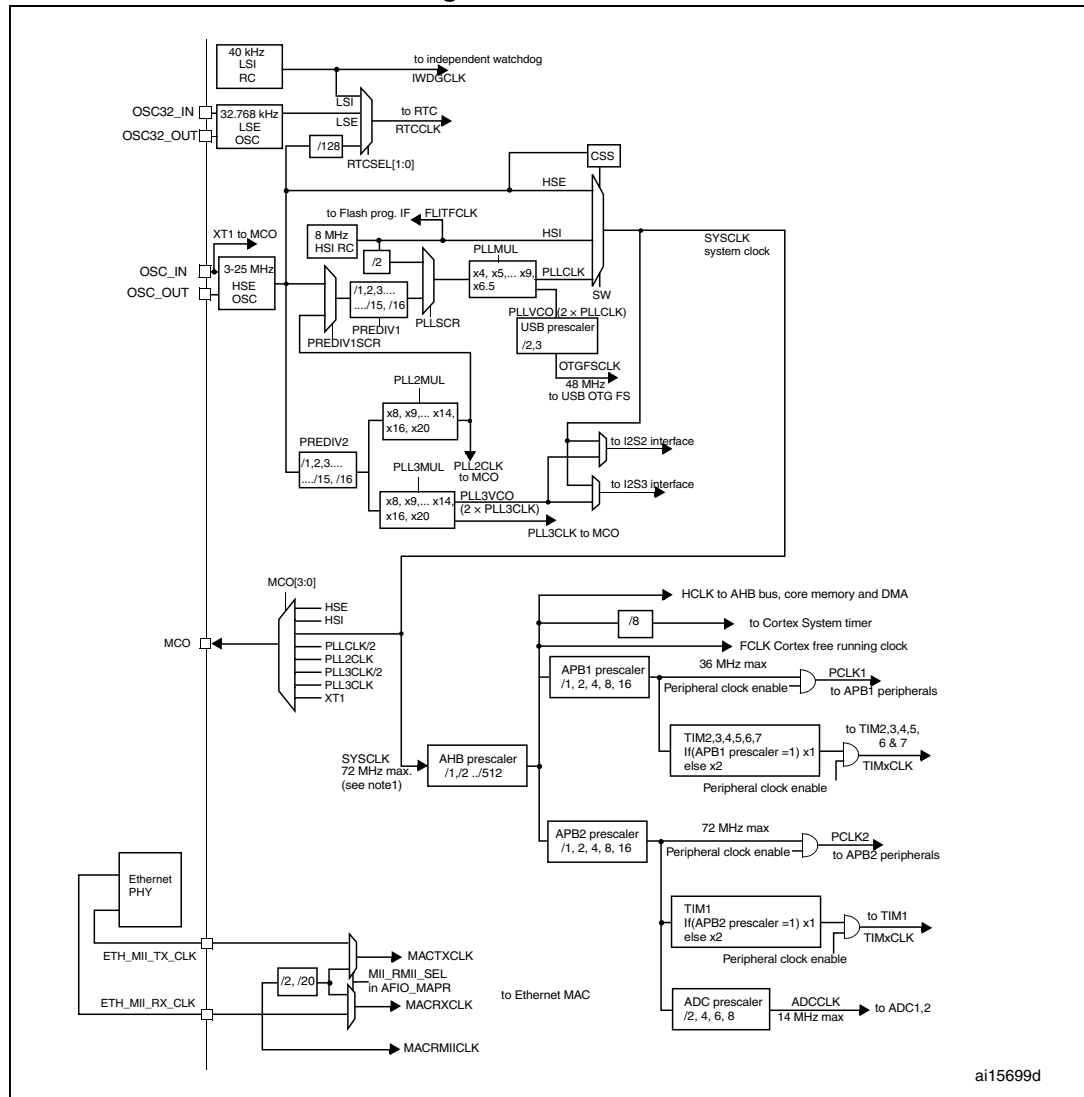 40 kHz
LSI
RC
to independent watchdog
IWDGCLK
OSC32_IN
OSC32_OUT
32.768 kHz
LSE
OSC
LSI
LSE
to RTC
RTCCLK
/128
RTCSEL[1:0]
CSS
HSE
to Flash prog. IF
FLITFCLK
XT1 to MCO
8 MHz
HSI RC
HSI
SYSCLK
system clock
/2
PLLMUL
x4, x5,... x9,
x6.5
PLLCLK
SW
OSC_IN
OSC_OUT
3-25 MHz
HSE
OSC
/1,2,3....
..../15, /16
PLLSCR
PREDIV1
PREDIV1SCR
PLLVCO (2 × PLLCLK)
USB prescaler
/2,3
OTGFSCLK
48 MHz
to USB OTG FS
PLL2MUL
x8, x9,... x14,
x16, x20
PREDIV2
/1,2,3....
..../15, /16
PLL2CLK
to MCO
to I2S2 interface
PLL3MUL
x8, x9,... x14,
x16, x20
PLL3VCO
(2 × PLL3CLK)
to I2S3 interface
PLL3CLK to MCO
MCO[3:0]
HSE
HSI
MCO
PLLCLK/2
PLL2CLK
PLL3CLK/2
PLL3CLK
XT1
HCLK to AHB bus, core memory and DMA
/8
to Cortex System timer
FCLK Cortex free running clock
APB1 prescaler
/1, 2, 4, 8, 16
36 MHz max
Peripheral clock enable
PCLK1
to APB1 peripherals
SYSCLK
72 MHz max.
(see note1)
AHB prescaler
/1,/2 ../512
TIM2,3,4,5,6,7
If(APB1 prescaler =1) x1
else x2
to TIM2,3,4,5,
6 & 7
TIMxCLK
Peripheral clock enable
APB2 prescaler
/1, 2, 4, 8, 16
72 MHz max
Peripheral clock enable
PCLK2
to APB2 peripherals
Ethernet
PHY
TIM1
If(APB2 prescaler =1) x1
else x2
to TIM1
TIMxCLK
Peripheral clock enable
ETH_MII_TX_CLK
MACTXCLK
/2, /20
MII_RMII_SEL
in AFIO_MAPR
ETH_MII_RX_CLK
MACRXCLK
to Ethernet MAC
ADC prescaler
/2, 4, 6, 8
ADCCLK
14 MHz max
to ADC1,2
MACRMIICLK
ai15699d